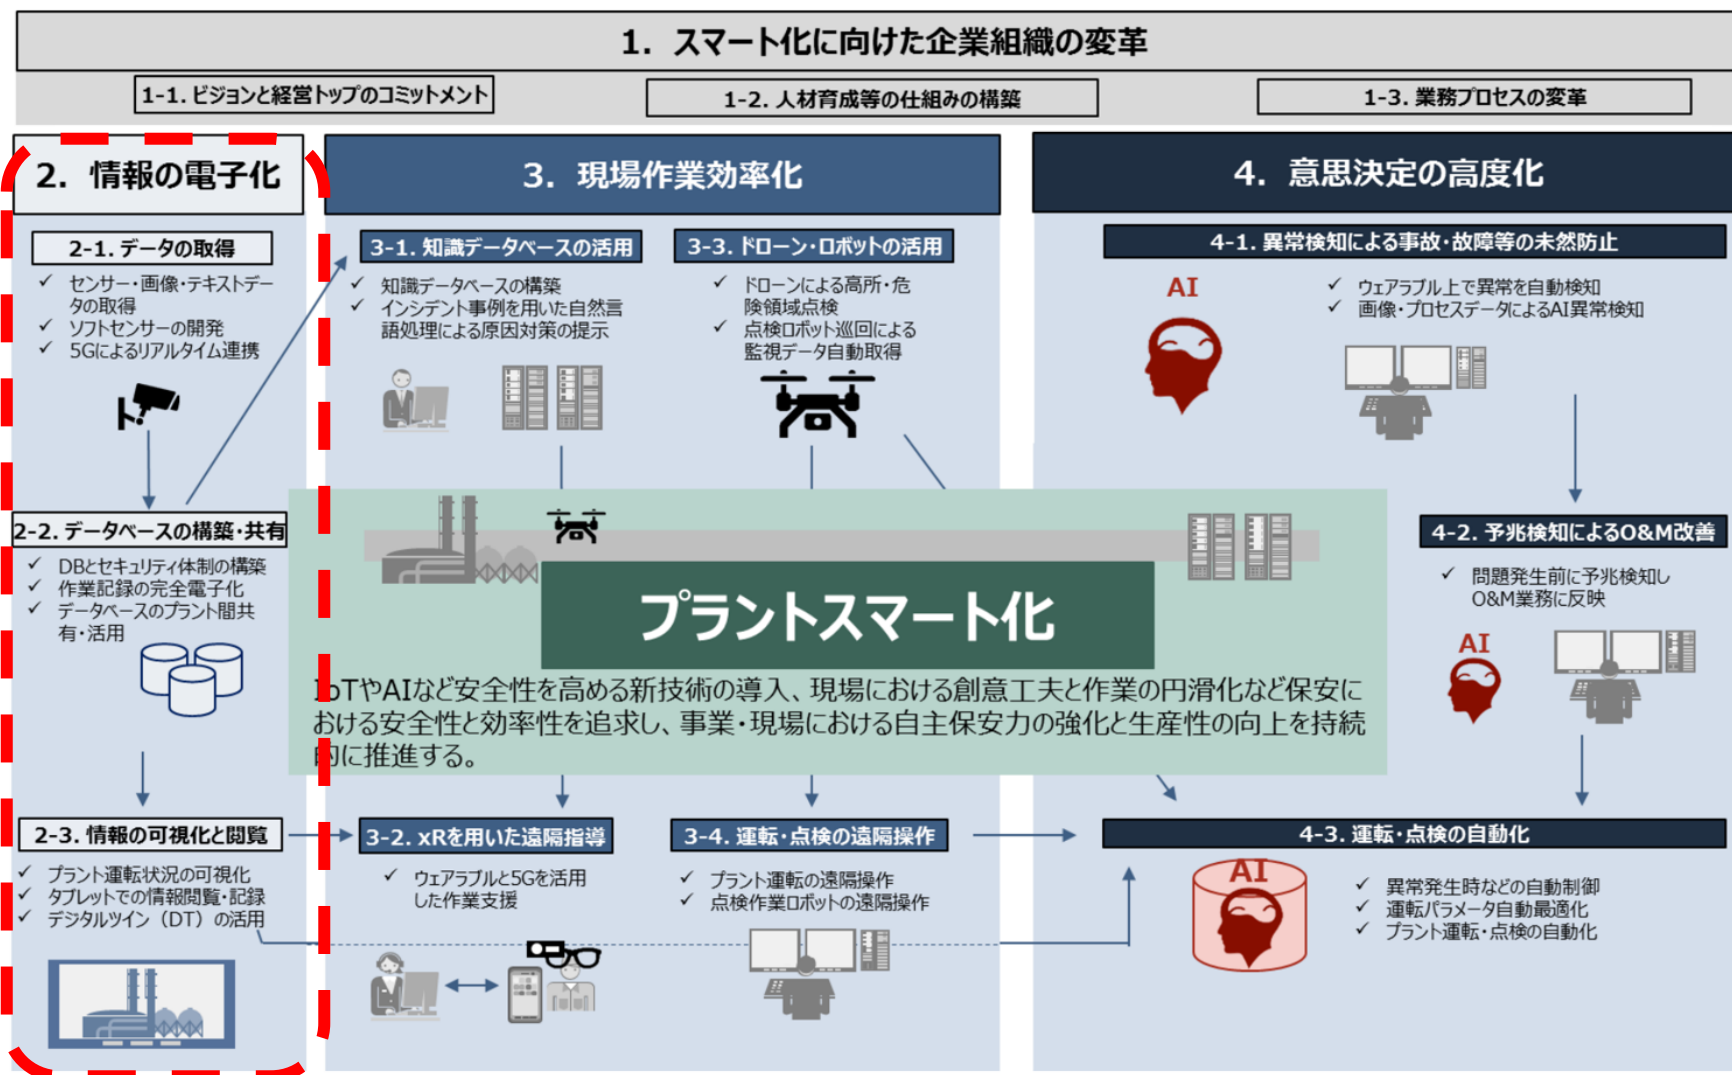 1. スマート化に向けた企業組織の変革
1-1. ビジョンと経営トップのコミットメント
1-2. 人材育成等の仕組みの構築
1-3. 業務プロセスの変革
2. 情報の電子化
2-1. データの取得
✓ センサー・画像・テキストデー
タの取得
✓ ソフトセンサーの開発
✓ 5Gによるリアルタイム連携
2-2. データベースの構築・共有
✓ DBとセキュリティ体制の構築
✓ 作業記録の完全電子化
✓ データベースのプラント間共
有・活用
2-3. 情報の可視化と閲覧
✓ プラント運転状況の可視化
✓ タブレットでの情報閲覧・記録
✓ デジタルツイン（DT）の活用
3. 現場作業効率化
3-1. 知識データベースの活用
✓ 知識データベースの構築
✓ インシデント事例を用いた自然言
語処理による原因対策の提示
3-3. ドローン・ロボットの活用
✓ ドローンによる高所・危
険領域点検
✓ 点検ロボット巡回による
監視データ自動取得
プラントスマート化
IoTやAIなど安全性を高める新技術の導入、現場における創意工夫と作業の円滑化など保安に
おける安全性と効率性を追求し、事業・現場における自主保安力の強化と生産性の向上を持続
的に推進する。
3-2. xRを用いた遠隔指導
✓ ウェアラブルと5Gを活用
した作業支援
3-4. 運転・点検の遠隔操作
✓ プラント運転の遠隔操作
✓ 点検作業ロボットの遠隔操作
4. 意思決定の高度化
4-1. 異常検知による事故・故障等の未然防止
AI
✓ ウェアラブル上で異常を自動検知
✓ 画像・プロセスデータによるAI異常検知
4-2. 予兆検知によるO&M改善
✓ 問題発生前に予兆検知し
O&M業務に反映
AI
4-3. 運転・点検の自動化
AI
✓ 異常発生時などの自動制御
✓ 運転パラメータ自動最適化
✓ プラント運転・点検の自動化